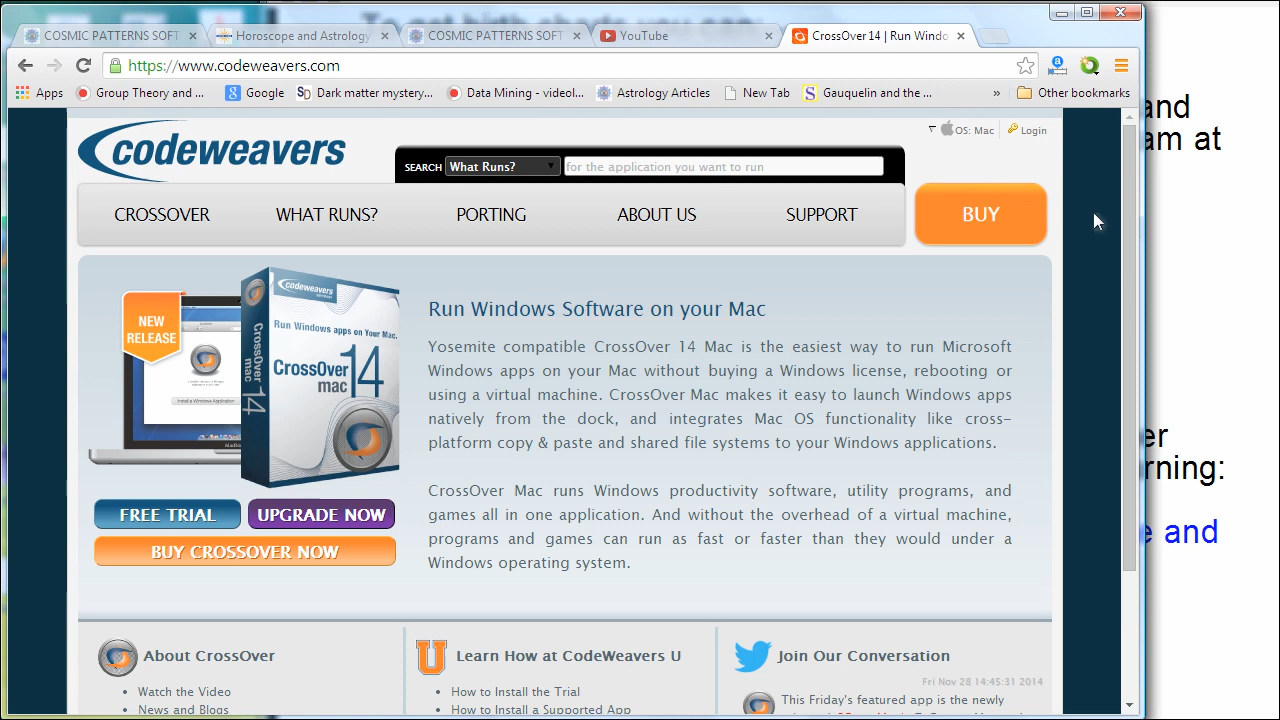 COSMIC PATTERNS SOFT
Horoscope and Astrology
COSMIC PATTERNS SOFT
YouTube
CrossOver 14 | Run Windo
https://www.codeweavers.com
Apps
Group Theory and ...
Google
Dark matter mystery...
Data Mining - videol...
Astrology Articles
New Tab
Gauquelin and the ...
»
Other bookmarks
codeweavers
OS: Mac
Login
SEARCH
What Runs?
for the application you want to run
CROSSOVER
WHAT RUNS?
PORTING
ABOUT US
SUPPORT
BUY
NEW
RELEASE
codeweavers
Run Windows apps on Your Mac.
CrossOver 14
mac
CrossOver
mac 14
FREE TRIAL
UPGRADE NOW
BUY CROSSOVER NOW
Run Windows Software on your Mac
Yosemite compatible CrossOver 14 Mac is the easiest way to run Microsoft
Windows apps on your Mac without buying a Windows license, rebooting or
using a virtual machine. CrossOver Mac makes it easy to launch Windows apps
natively from the dock, and integrates Mac OS functionality like cross-
platform copy & paste and shared file systems to your Windows applications.
CrossOver Mac runs Windows productivity software, utility programs, and
games all in one application. And without the overhead of a virtual machine,
programs and games can run as fast or faster than they would under a
Windows operating system.
About CrossOver
Watch the Video
News and Blogs
Learn How at CodeWeavers U
How to Install the Trial
How to Install a Supported App
Join Our Conversation
Fri Nov 28 14:45:31 2014
This Friday's featured app is the newly
and
am at
er
rning:
e and